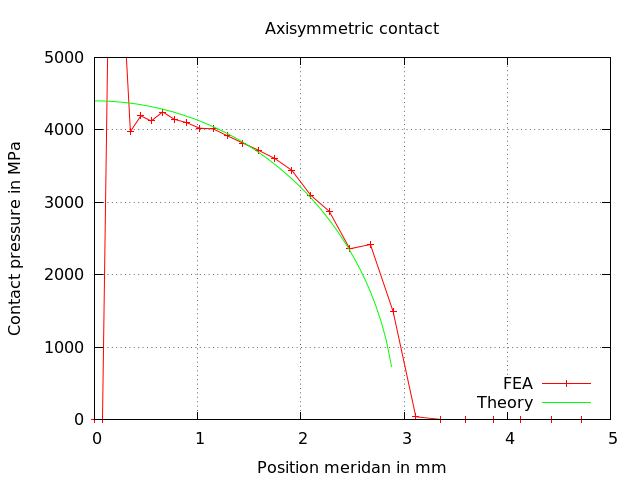 Axisymmetric contact
5000
4000
3000
2000
1000
0
Contact pressure in MPa
FEA
Theory
0 1 2 3 4 5
Position meridan in mm